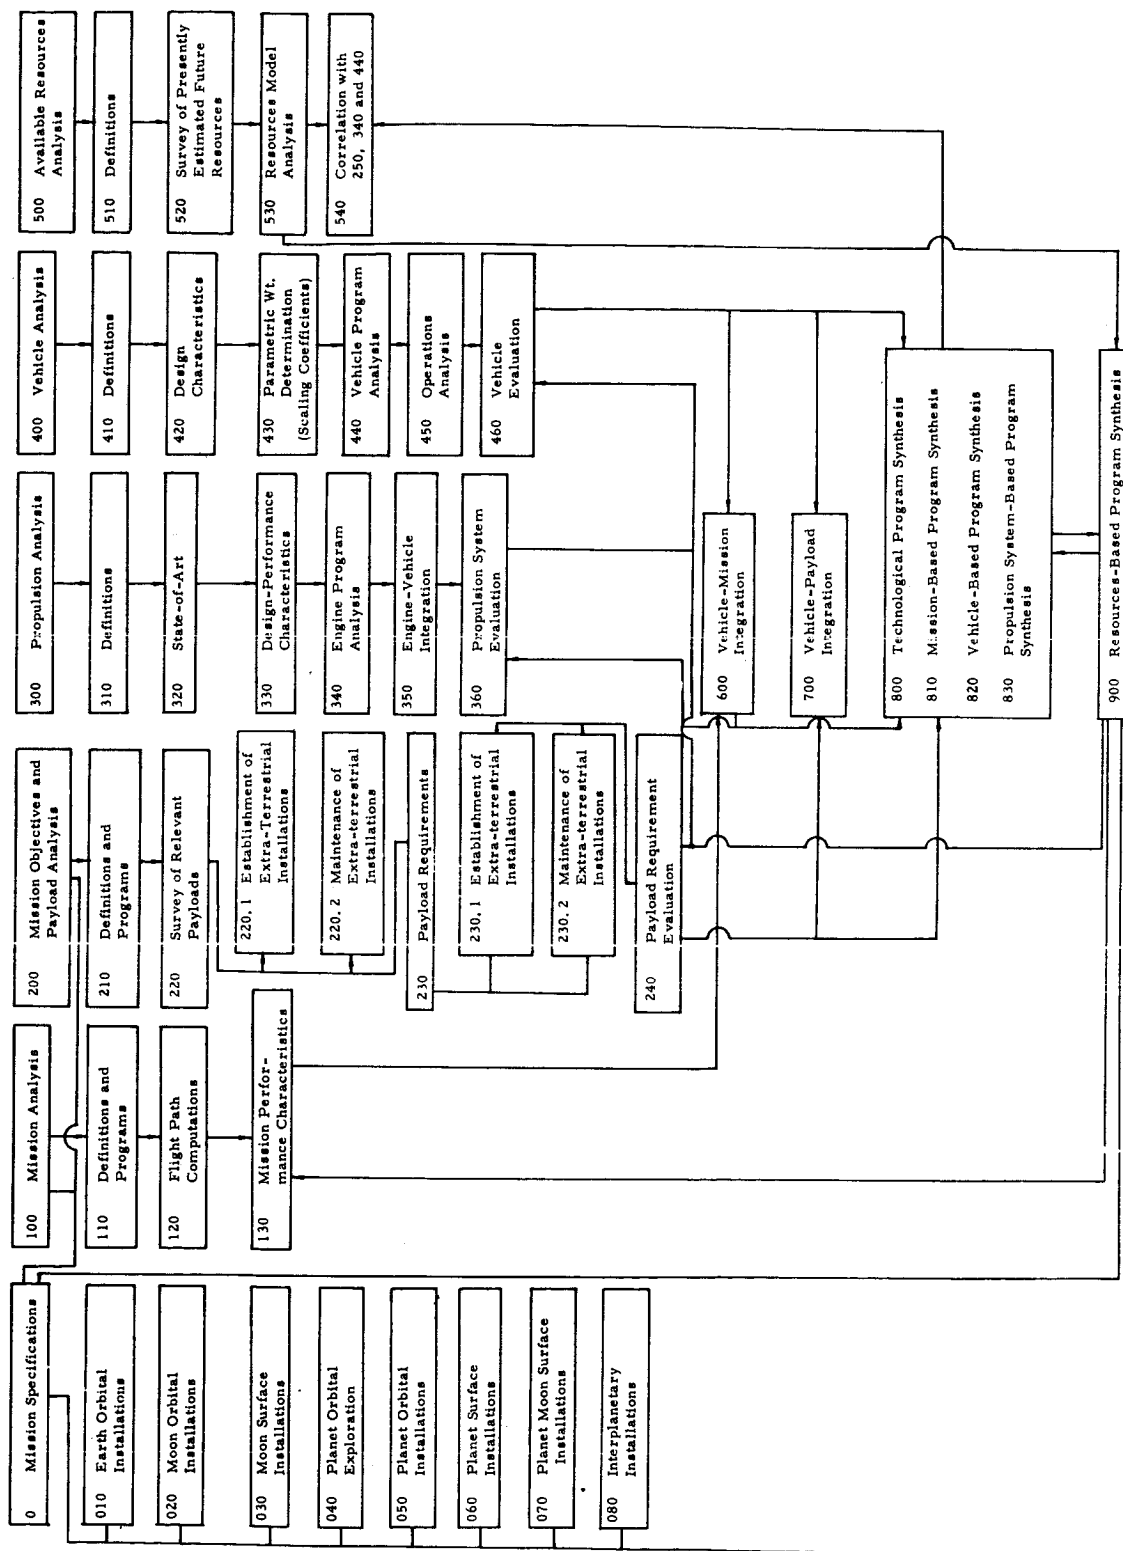 0 Mission Specifications
010 Earth Orbital
Installations
020 Moon Orbital
Installations
030 Moon Surface
Installations
040 Planet Orbital
Exploration
050 Planet Orbital
Installations
060 Planet Surface
Installations
070 Planet Moon Surface
Installations
080 Interplanetary
Installations
100 Mission Analysis
110 Definitions and
Programs
120 Flight Path
Computations
130 Mission Perfor-
mance Characteristics
200 Mission Objectives and
Payload Analysis
210 Definitions and
Programs
220 Survey of Relevant
Payloads
220.1 Establishment of
Extra-Terrestrial
Installations
220.2 Maintenance of
Extra-terrestrial
Installations
230 Payload Requirements
230.1 Establishment of
Extra-terrestrial
Installations
230.2 Maintenance of
Extra-terrestrial
Installations
240 Payload Requirement
Evaluation
300 Propulsion Analysis
310 Definitions
320 State-of-Art
330 Design-Performance
Characteristics
340 Engine Program
Analysis
350 Engine-Vehicle
Integration
360 Propulsion System
Evaluation
400 Vehicle Analysis
410 Definitions
420 Design
Characteristics
430 Parametric Wt.
Determination
(Scaling Coefficients)
440 Vehicle Program
Analysis
450 Operations
Analysis
460 Vehicle
Evaluation
500 Available Resources
Analysis
510 Definitions
520 Survey of Presently
Estimated Future
Resources
530 Resources Model
Analysis
540 Correlation with
250, 340 and 440
600 Vehicle-Mission
Integration
700 Vehicle-Payload
Integration
800 Technological Program Synthesis
810 Mission-Based Program Synthesis
820 Vehicle-Based Program Synthesis
830 Propulsion System-Based Program
Synthesis
900 Resources-Based Program Synthesis